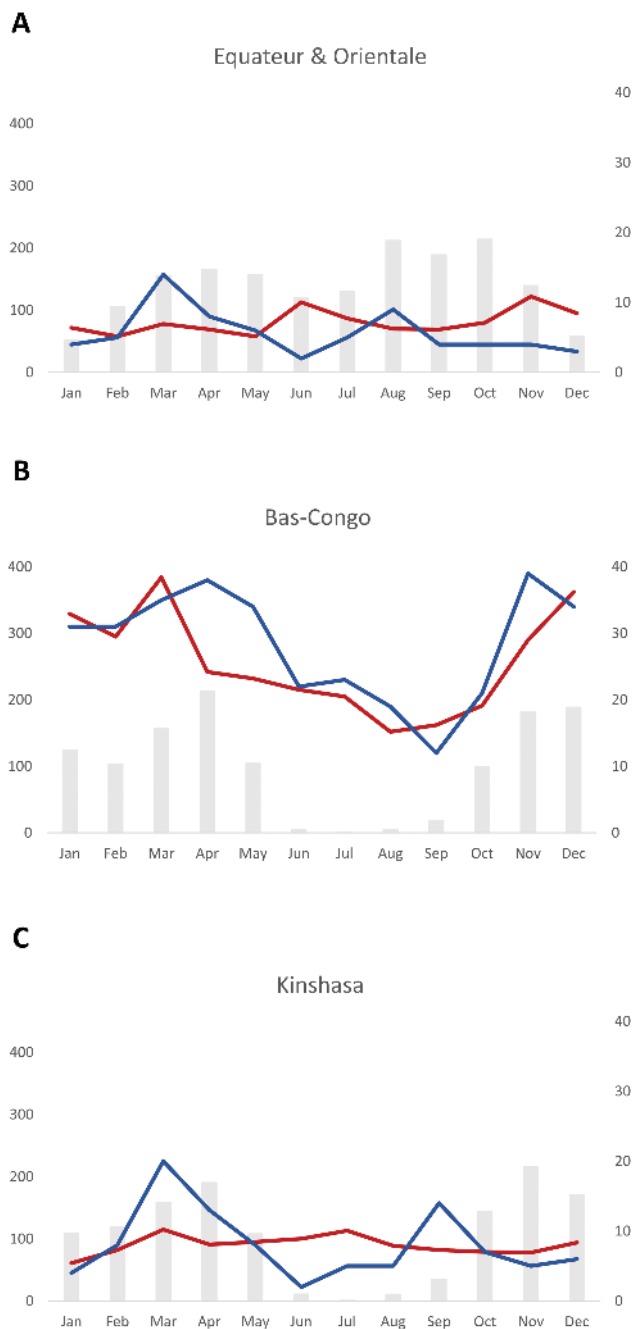 A
Equateur & Orientale
40
400
30
300
200
20
100
10
0
0
Jan Feb Mar Apr May Jun Jul Aug Sep Oct Nov Dec
B
Bas-Congo
400 40
300 30
200 20
100 10
0 0
Jan Feb Mar Apr May Jun Jul Aug Sep Oct Nov Dec
C
Kinshasa
40
400
30
300
200
20
100
10
0 0
Jan Feb Mar Apr May Jun Jul Aug Sep Oct Nov Dec